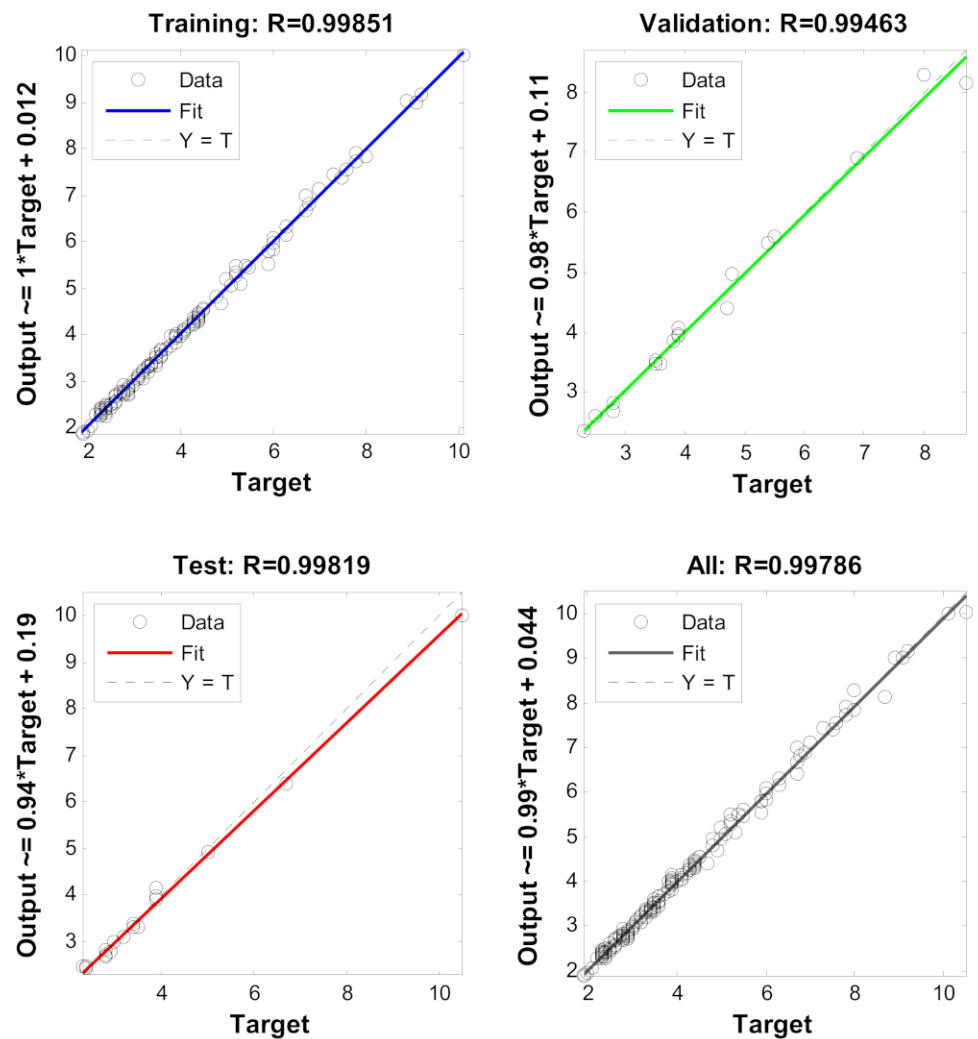 Training: R=0.99851
Output ~= 1*Target + 0.012
10
9
8
7
6
5
4
3
2
Data
Fit
Y = T
2
4
6
8
10
Target
Validation: R=0.99463
Output ~= 0.98*Target + 0.11
8
7
6
5
4
3
Data
Fit
Y = T
3
4
5
6
7
8
Target
Test: R=0.99819
Output ~= 0.94*Target + 0.19
10
9
8
7
6
5
4
3
Data
Fit
Y = T
4
6
8
10
Target
All: R=0.99786
Output ~= 0.99*Target + 0.044
10
9
8
7
6
5
4
3
2
Data
Fit
Y = T
2
4
6
8
10
Target